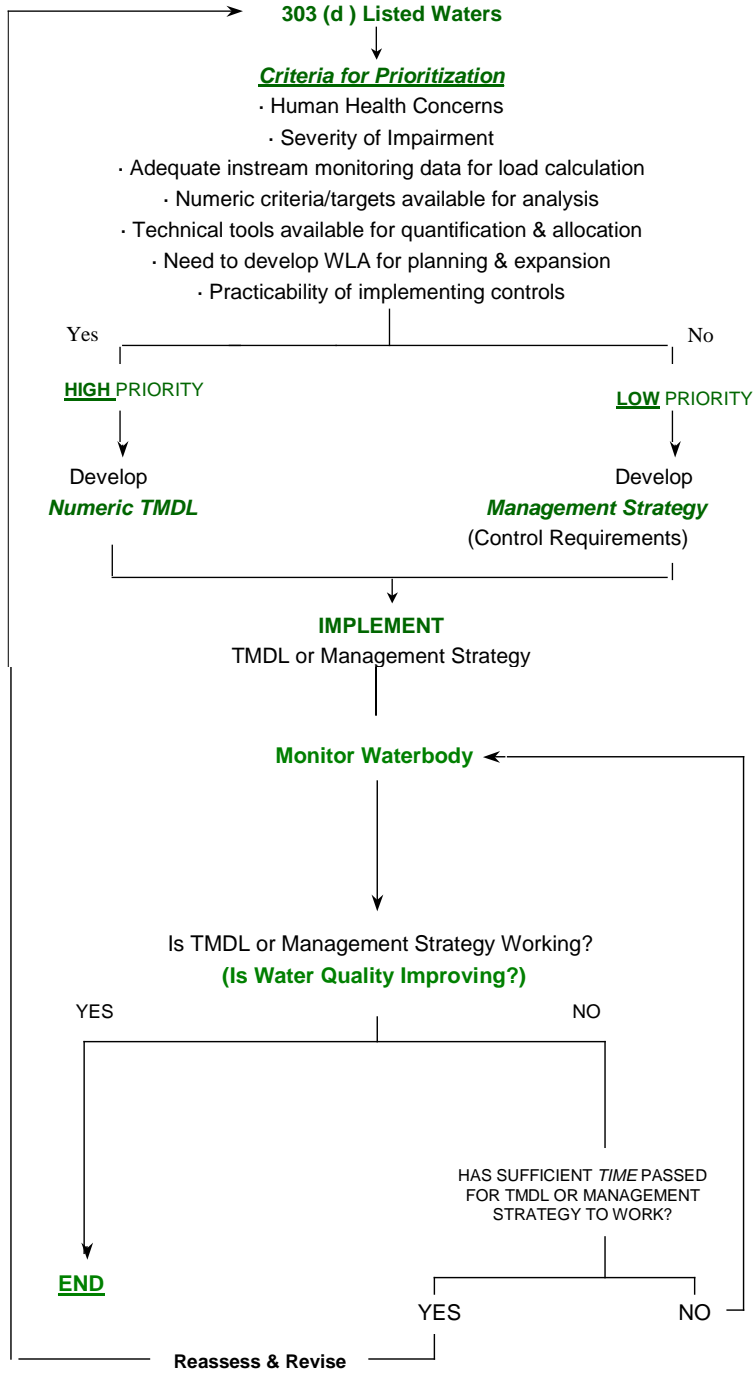 303 (d ) Listed Waters
Criteria for Prioritization
· Human Health Concerns
· Severity of Impairment
· Adequate instream monitoring data for load calculation
· Numeric criteria/targets available for analysis
· Technical tools available for quantification & allocation
· Need to develop WLA for planning & expansion
· Practicability of implementing controls
Yes
No
HIGH PRIORITY
LOW PRIORITY
Develop
Numeric TMDL
Develop
Management Strategy
(Control Requirements)
IMPLEMENT
TMDL or Management Strategy
Monitor Waterbody
Is TMDL or Management Strategy Working?
(Is Water Quality Improving?)
YES
NO
HAS SUFFICIENT TIME PASSED
FOR TMDL OR MANAGEMENT
STRATEGY TO WORK?
END
YES
NO
Reassess & Revise